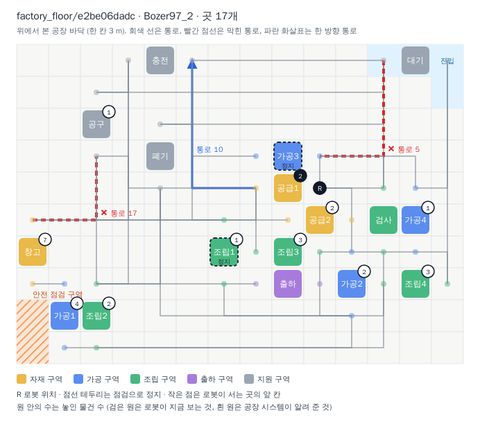 factory_floor/e2be06dadc · Bozer97_2 · 곳 17개
위에서 본 공장 바닥 (한 칸 3 m). 회색 선은 통로, 빨간 점선은 막힌 통로, 파란 화살표는 한 방향 통로
충전
대기
공구
1
폐기
통로 10
가공3
정지
✕ 통로 5
공급1
2
R
✕ 통로 17
공급2
2
검사
가공4
1
창고
7
조립1
1
정지
조립3
3
출하
가공2
2
조립4
3
안전 점검 구역
가공1
4
조립2
2
자재 구역
가공 구역
조립 구역
출하 구역
지원 구역
R 로봇 위치 · 점선 테두리는 점검으로 정지 · 작은 점은 로봇이 서는 곳의 앞 칸
원 안의 수는 놓인 물건 수 (검은 원은 로봇이 지금 보는 것, 흰 원은 공장 시스템이 알려 준 것)